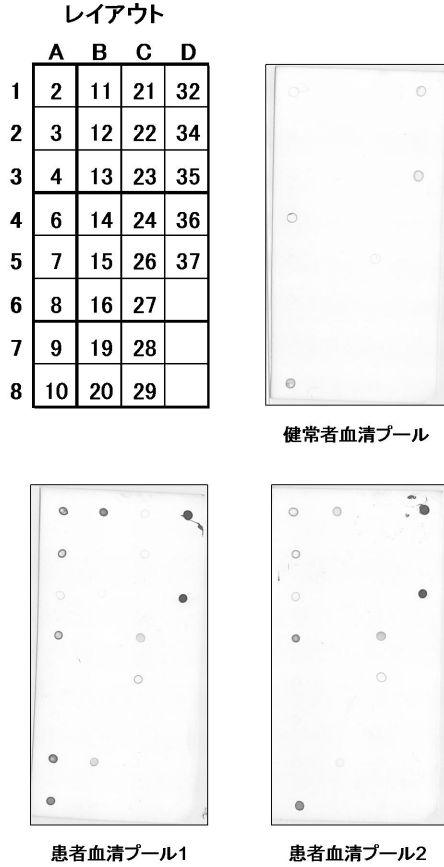 レイアウト
A B C D
1 2 11 21 32
2 3 12 22 34
3 4 13 23 35
4 6 14 24 36
5 7 15 26 37
6 8 16 27
7 9 19 28
8 10 20 29
健常者血清プール
患者血清プール1
患者血清プール2